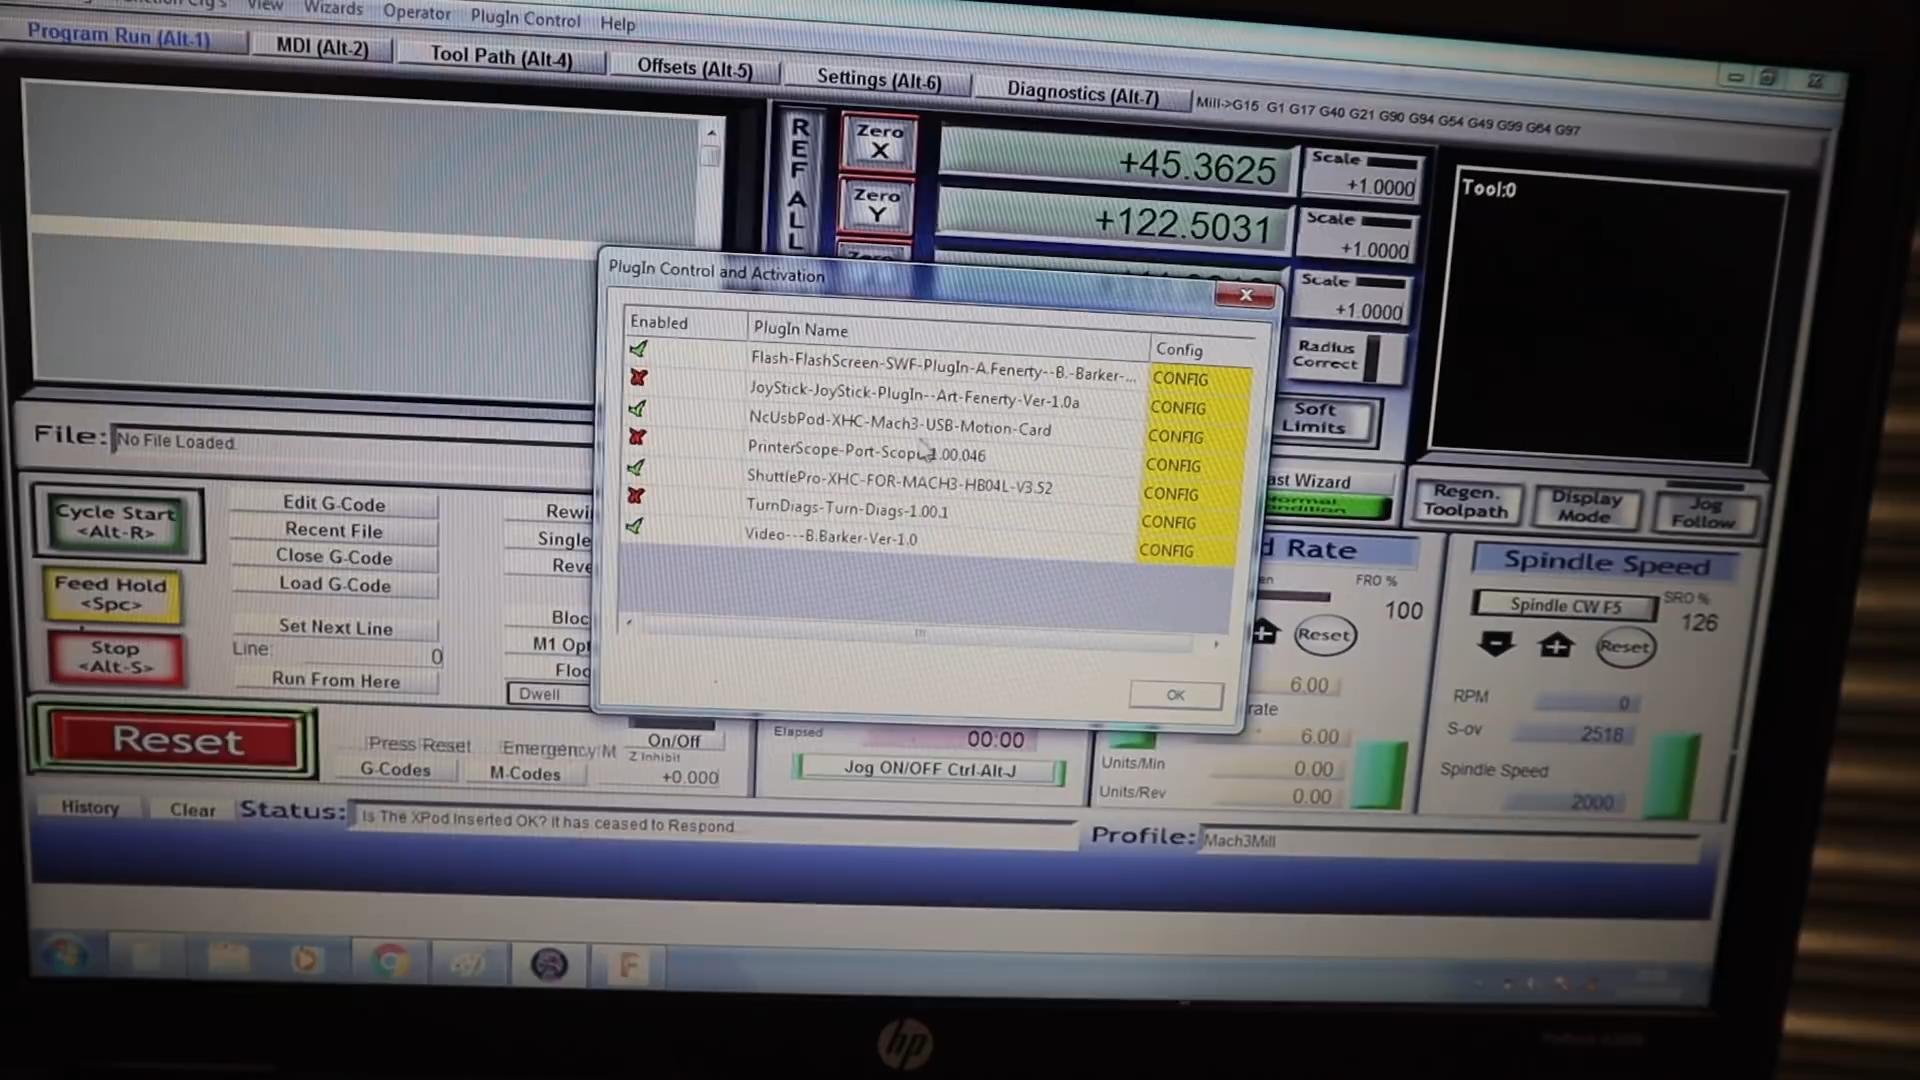 View Wizards Operator PlugIn Control Help
Program Run (Alt-1) MDI (Alt-2) Tool Path (Alt-4) Offsets (Alt-5) Settings (Alt-6) Diagnostics (Alt-7) Mill->G15 G1 G17 G40 G21 G90 G94 G54 G49 G99 G64 G97
REF ALL
Zero X +45.3625 Scale +1.0000
Zero Y +122.5031 Scale +1.0000
Zero Scale +1.0000
Tool:0
Radius Correct
Soft Limits
PlugIn Control and Activation
Enabled PlugIn Name Config
Flash-FlashScreen-SWF-PlugIn-A.Fenerty--B.-Barker-... CONFIG
JoyStick-JoyStick-PlugIn--Art-Fenerty-Ver-1.0a CONFIG
NcUsbPod-XHC-Mach3-USB-Motion-Card CONFIG
PrinterScope-Port-Scope-1.00.046 CONFIG
ShuttlePro-XHC-FOR-MACH3-HB04L-V3.52 CONFIG
TurnDiags-Turn-Diags-1.00.1 CONFIG
Video---B.Barker-Ver-1.0 CONFIG
OK
File: No File Loaded.
Wizard
Regen. Toolpath Display Mode Jog Follow
Cycle Start <Alt-R>
Feed Hold <Spc>
Stop <Alt-S>
Edit G-Code
Recent File
Close G-Code
Load G-Code
Set Next Line
Line: 0
Run From Here
Single
Dwell
Rate
FRO %
100
Reset
6.00
6.00
Units/Min 0.00
Units/Rev 0.00
Spindle Speed
Spindle CW F5 SRO %
126
Reset
RPM 0
S-ov 2518
Spindle Speed
2000
Reset
Press Reset Emergency M
G-Codes M-Codes
On/Off
Z Inhibit
+0.000
Elapsed 00:00
Jog ON/OFF Ctrl-Alt-J
History Clear Status: Is The XPod Inserted OK? It has ceased to Respond. Profile: Mach3Mill
hp